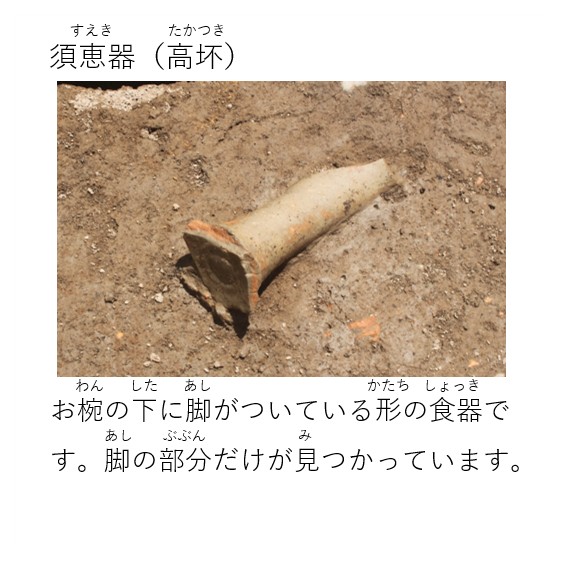 すえき　たかつき
須恵器（高坏）
わん　した　あし　かたち　しょっき
お椀の下に脚がついている形の食器で
あし　ぶぶん　み
す。脚の部分だけが見つかっています。